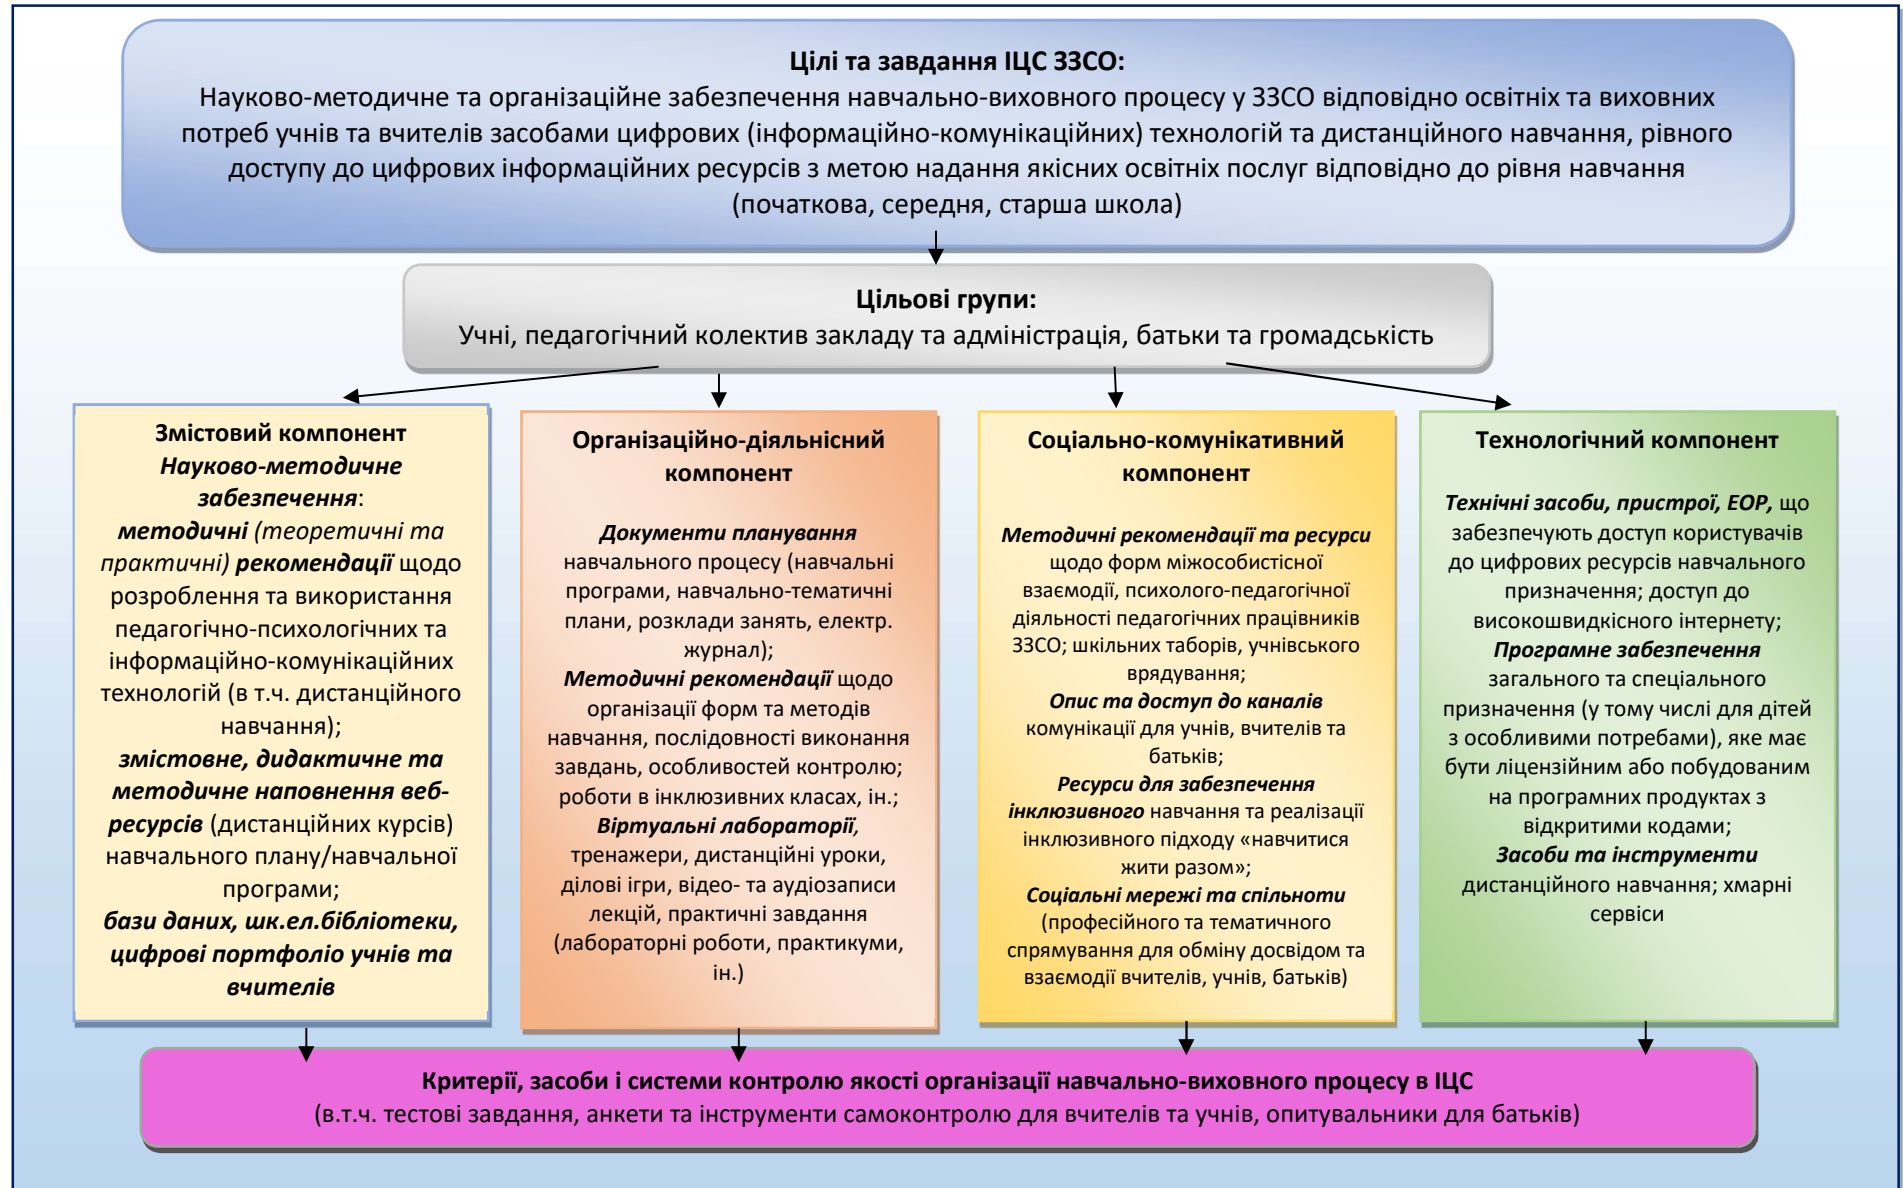 Цілі та завдання ІЦС ЗЗСО:
Науково-методичне та організаційне забезпечення навчально-виховного процесу у ЗЗСО відповідно освітніх та виховних
потреб учнів та вчителів засобами цифрових (інформаційно-комунікаційних) технологій та дистанційного навчання, рівного
доступу до цифрових інформаційних ресурсів з метою надання якісних освітніх послуг відповідно до рівня навчання
(початкова, середня, старша школа)
Цільові групи:
Учні, педагогічний колектив закладу та адміністрація, батьки та громадськість
Змістовий компонент
Науково-методичне
забезпечення:
методичні (теоретичні та
практичні) рекомендації щодо
розроблення та використання
педагогічно-психологічних та
інформаційно-комунікаційних
технологій (в т.ч. дистанційного
навчання);
змістовне, дидактичне та
методичне наповнення веб-
ресурсів (дистанційних курсів)
навчального плану/навчальної
програми;
бази даних, шк.ел.бібліотеки,
цифрові портфоліо учнів та
вчителів
Організаційно-діяльнісний
компонент
Документи планування
навчального процесу (навчальні
програми, навчально-тематичні
плани, розклади занять, електр.
журнал);
Методичні рекомендації щодо
організації форм та методів
навчання, послідовності виконання
завдань, особливостей контролю;
роботи в інклюзивних класах, ін.;
Віртуальні лабораторії,
тренажери, дистанційні уроки,
ділові ігри, відео- та аудіозаписи
лекцій, практичні завдання
(лабораторні роботи, практикуми,
ін.)
Соціально-комунікативний
компонент
Методичні рекомендації та ресурси
щодо форм міжособистісної
взаємодії, психолого-педагогічної
діяльності педагогічних працівників
ЗЗСО; шкільних таборів, учнівського
врядування;
Опис та доступ до каналів
комунікації для учнів, вчителів та
батьків;
Ресурси для забезпечення
інклюзивного навчання та реалізації
інклюзивного підходу «навчитися
жити разом»;
Соціальні мережі та спільноти
(професійного та тематичного
спрямування для обміну досвідом та
взаємодії вчителів, учнів, батьків)
Технологічний компонент
Технічні засоби, пристрої, ЕОР, що
забезпечують доступ користувачів
до цифрових ресурсів навчального
призначення; доступ до
високошвидкісного інтернету;
Програмне забезпечення
загального та спеціального
призначення (у тому числі для дітей
з особливими потребами), яке має
бути ліцензійним або побудованим
на програмних продуктах з
відкритими кодами;
Засоби та інструменти
дистанційного навчання; хмарні
сервіси
Критерії, засоби і системи контролю якості організації навчально-виховного процесу в ІЦС
(в.т.ч. тестові завдання, анкети та інструменти самоконтролю для вчителів та учнів, опитувальники для батьків)